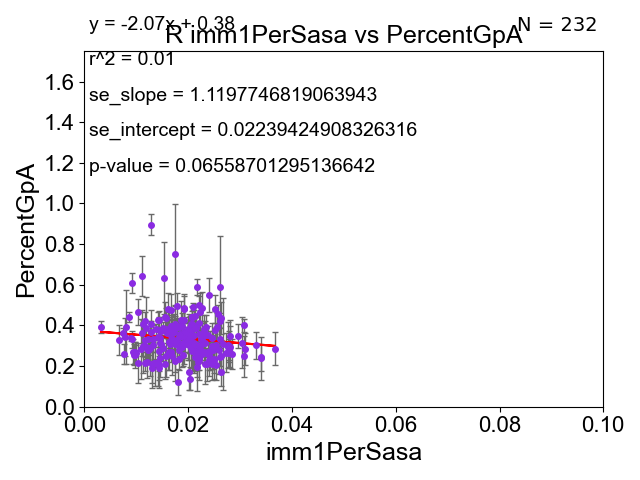 y = -2.07x + 0.38
N = 232
R imm1PerSasa vs PercentGpA
r^2 = 0.01
se_slope = 1.1197746819063943
se_intercept = 0.02239424908326316
p-value = 0.06558701295136642
PercentGpA
1.6
1.4
1.2
1.0
0.8
0.6
0.4
0.2
0.0
0.00 0.02 0.04 0.06 0.08 0.10
imm1PerSasa